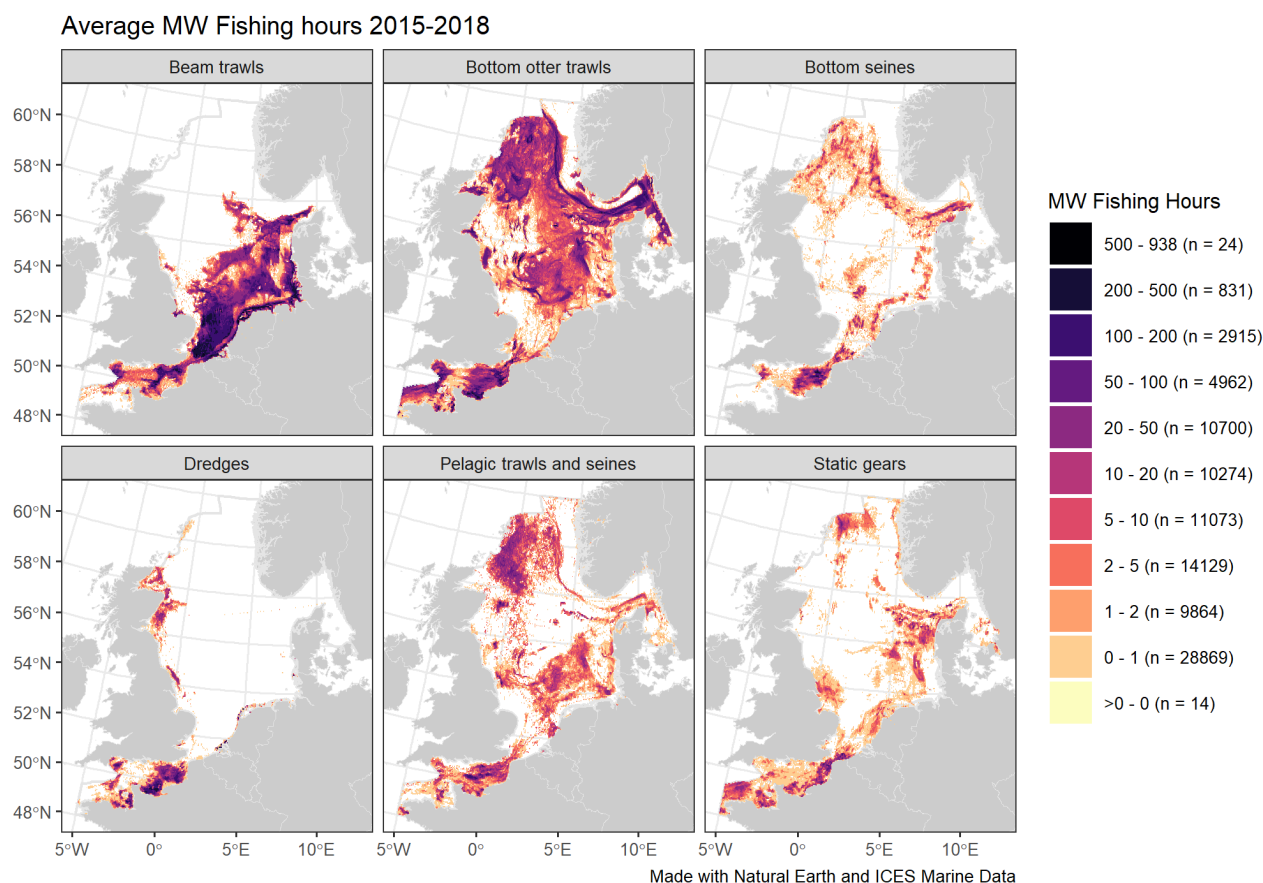 Average MW Fishing hours 2015-2018
Beam trawls
Bottom otter trawls
Bottom seines
60°N
58°N
56°N
54°N
52°N
50°N
48°N
Dredges
Pelagic trawls and seines
Static gears
60°N
58°N
56°N
54°N
52°N
50°N
48°N
5°W
0°
5°E
10°E
5°W
0°
5°E
10°E
5°W
0°
5°E
10°E
MW Fishing Hours
500 - 938 (n = 24)
200 - 500 (n = 831)
100 - 200 (n = 2915)
50 - 100 (n = 4962)
20 - 50 (n = 10700)
10 - 20 (n = 10274)
5 - 10 (n = 11073)
2 - 5 (n = 14129)
1 - 2 (n = 9864)
0 - 1 (n = 28869)
>0 - 0 (n = 14)
Made with Natural Earth and ICES Marine Data